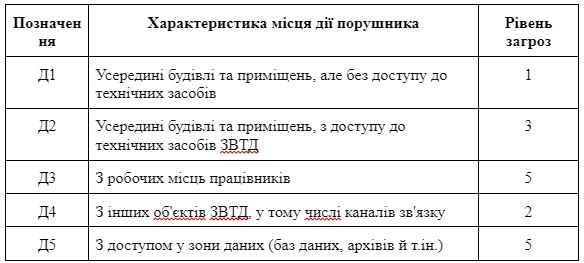 Позначен
ня
Характеристика місця дії порушника
Рівень
загроз
Д1
Усередині будівлі та приміщень, але без доступу до
технічних засобів
1
Д2
Усередині будівлі та приміщень, з доступу до
технічних засобів ЗВТД
3
Д3
З робочих місць працівників
5
Д4
З інших об'єктів ЗВТД, у тому числі каналів зв'язку
2
Д5
З доступом у зони даних (баз даних, архівів й т.ін.)
5